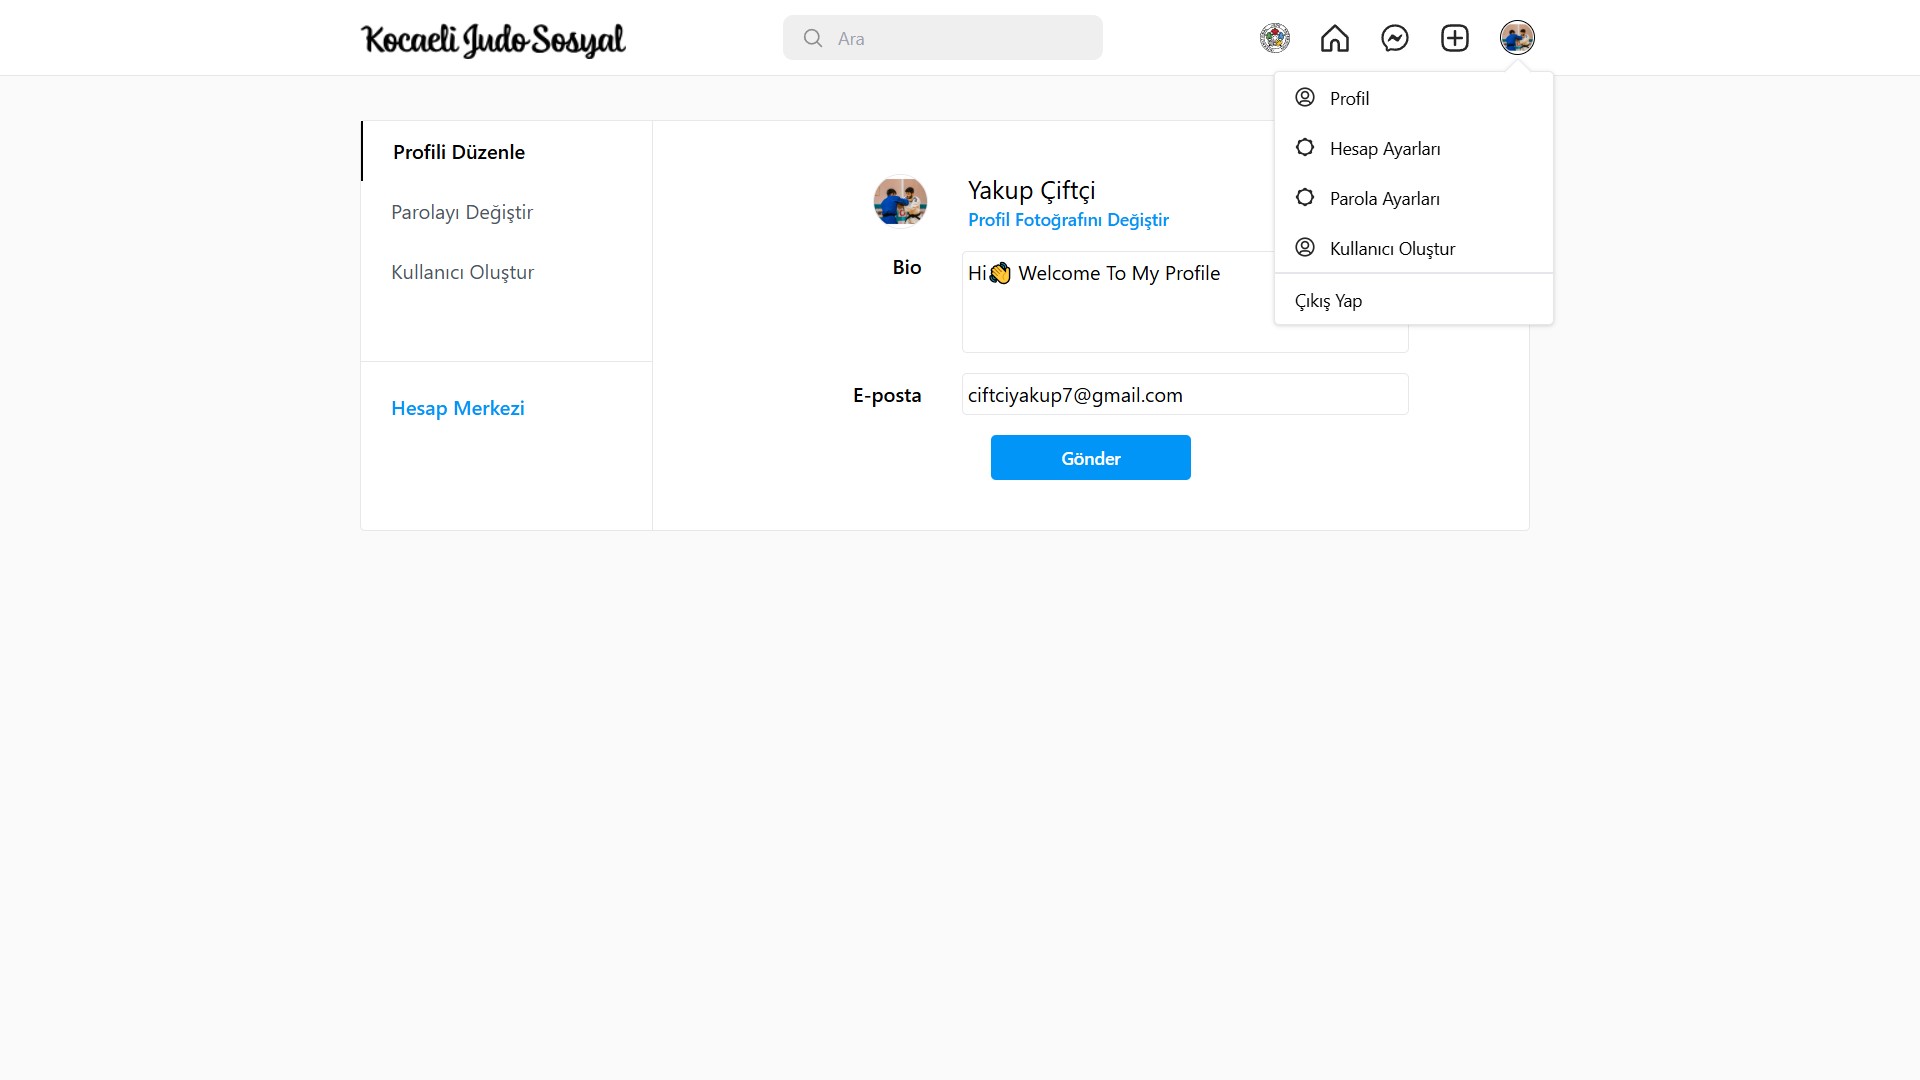 Kocaeli Judo Sosyal
Ara
Profil
Hesap Ayarları
Parola Ayarları
Kullanıcı Oluştur
Çıkış Yap
Profili Düzenle
Parolayı Değiştir
Kullanıcı Oluştur
Hesap Merkezi
Yakup Çiftçi
Profil Fotoğrafını Değiştir
Bio
Hi👋 Welcome To My Profile
E-posta
ciftciyakup7@gmail.com
Gönder